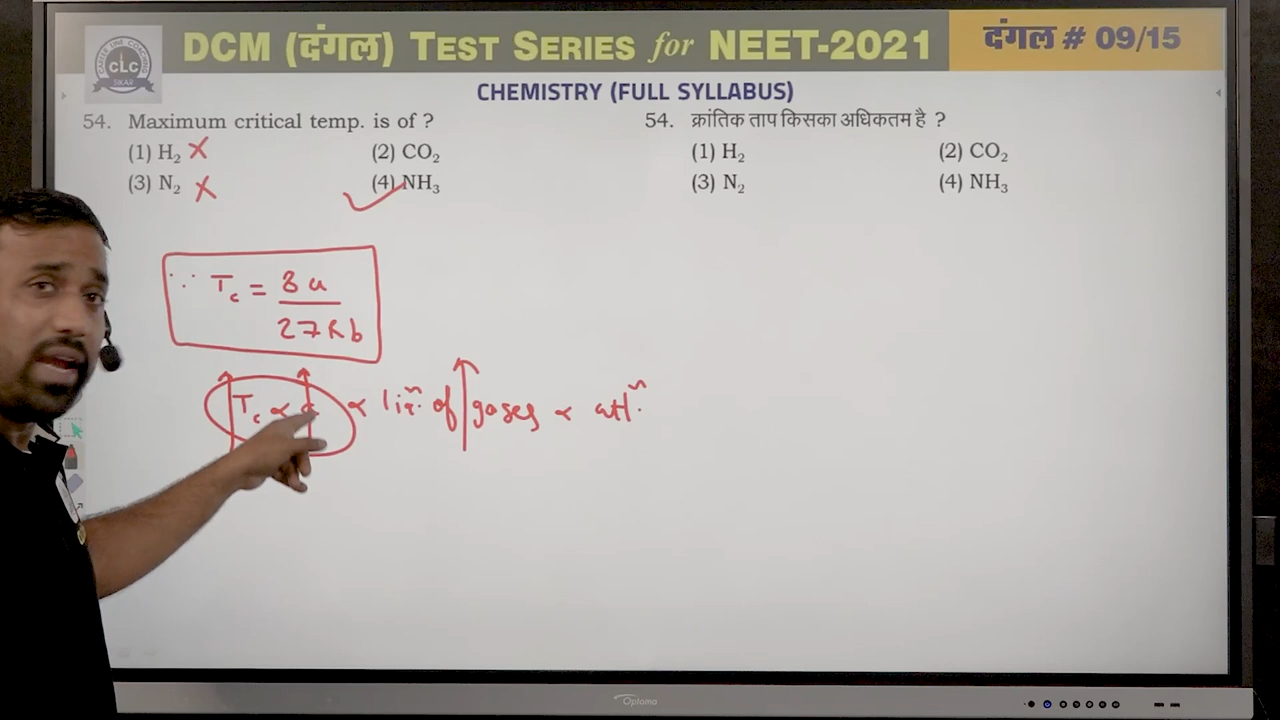 DCM (दंगल) TEST SERIES for NEET-2021
दंगल # 09/15
CLC
SIKAR
CHEMISTRY (FULL SYLLABUS)
54. Maximum critical temp. is of ?
(1) H₂ (2) CO₂
(3) N₂ (4) NH₃
54. क्रांतिक ताप किसका अधिकतम है ?
(1) H₂ (2) CO₂
(3) N₂ (4) NH₃
∵ Tc = 8a / 27Rb
Tc ∝ a ∝ liqⁿ. of gases ∝ attⁿ.
Optoma